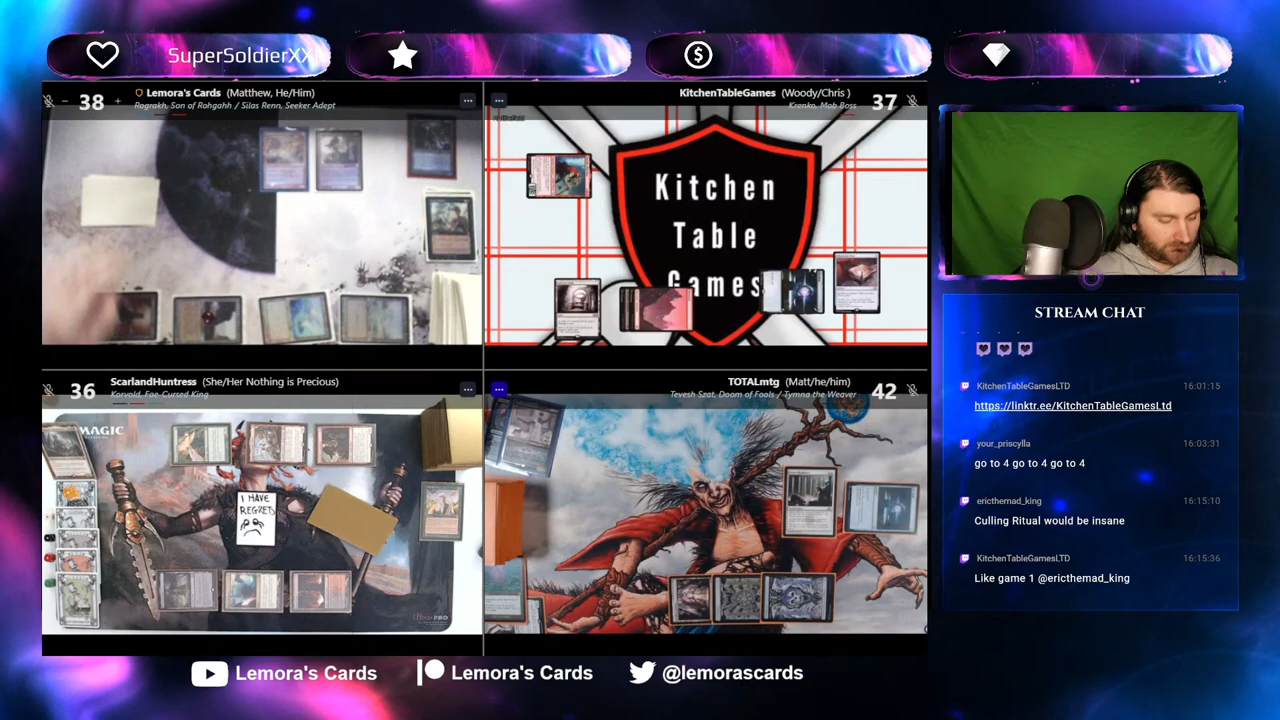 SuperSoldierXX
38
Lemora's Cards (Matthew, He/Him)
Rograkh, Son of Rohgahh / Silas Renn, Seeker Adept
KitchenTableGames (Woody/Chris )
Krenko, Mob Boss
37
Kitchen
Table
Games
36
ScarlandHuntress (She/Her Nothing is Precious)
Korvold, Fae-Cursed King
TOTALmtg (Matt/he/him)
Tevesh Szat, Doom of Fools / Tymna the Weaver
42
MAGIC
I HAVE
REGRETS
STREAM CHAT
KitchenTableGamesLTD 16:01:15
https://linktr.ee/KitchenTableGamesLtd
your_priscylla 16:03:31
go to 4 go to 4 go to 4
ericthemad_king 16:15:10
Culling Ritual would be insane
KitchenTableGamesLTD 16:15:36
Like game 1 @ericthemad_king
Lemora's Cards
Lemora's Cards
@lemorascards